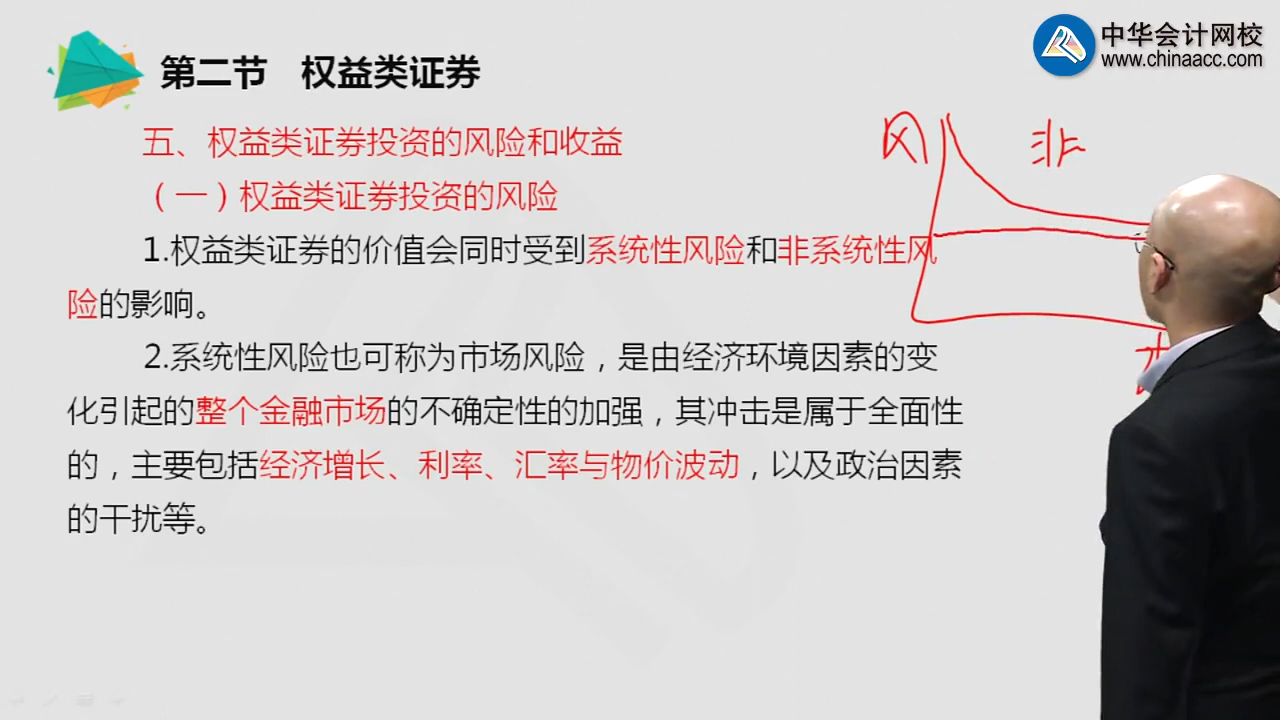 中华会计网校
www.chinaacc.com
第二节 权益类证券
五、权益类证券投资的风险和收益
（一）权益类证券投资的风险
1.权益类证券的价值会同时受到系统性风险和非系统性风
险的影响。
2.系统性风险也可称为市场风险，是由经济环境因素的变
化引起的整个金融市场的不确定性的加强，其冲击是属于全面性
的，主要包括经济增长、利率、汇率与物价波动，以及政治因素
的干扰等。
风
非